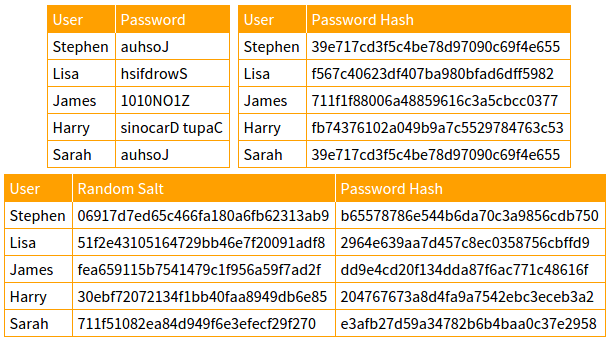 User Password
Stephen auhsoJ
Lisa hsifdrowS
James 1010NO1Z
Harry sinocarD tupaC
Sarah auhsoJ
User Password Hash
Stephen 39e717cd3f5c4be78d97090c69f4e655
Lisa f567c40623df407ba980bfad6dff5982
James 711f1f88006a48859616c3a5cbcc0377
Harry fb74376102a049b9a7c5529784763c53
Sarah 39e717cd3f5c4be78d97090c69f4e655
User Random Salt Password Hash
Stephen 06917d7ed65c466fa180a6fb62313ab9 b65578786e544b6da70c3a9856cdb750
Lisa 51f2e43105164729bb46e7f20091adf8 2964e639aa7d457c8ec0358756cbffd9
James fea659115b7541479c1f956a59f7ad2f dd9e4cd20f134dda87f6ac771c48616f
Harry 30ebf72072134f1bb40faa8949db6e85 204767673a8d4fa9a7542ebc3eceb3a2
Sarah 711f51082ea84d949f6e3efecf29f270 e3afb27d59a34782b6b4baa0c37e2958